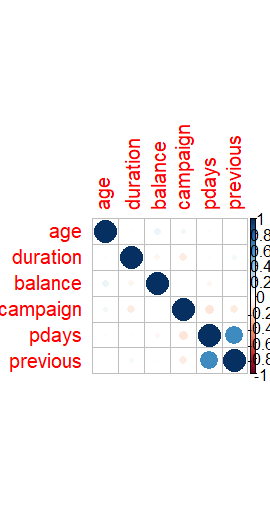 age
duration
balance
campaign
pdays
previous
age
duration
balance
campaign
pdays
previous
1
0.8
0.6
0.4
0.2
0
-0.2
-0.4
-0.6
-0.8
-1